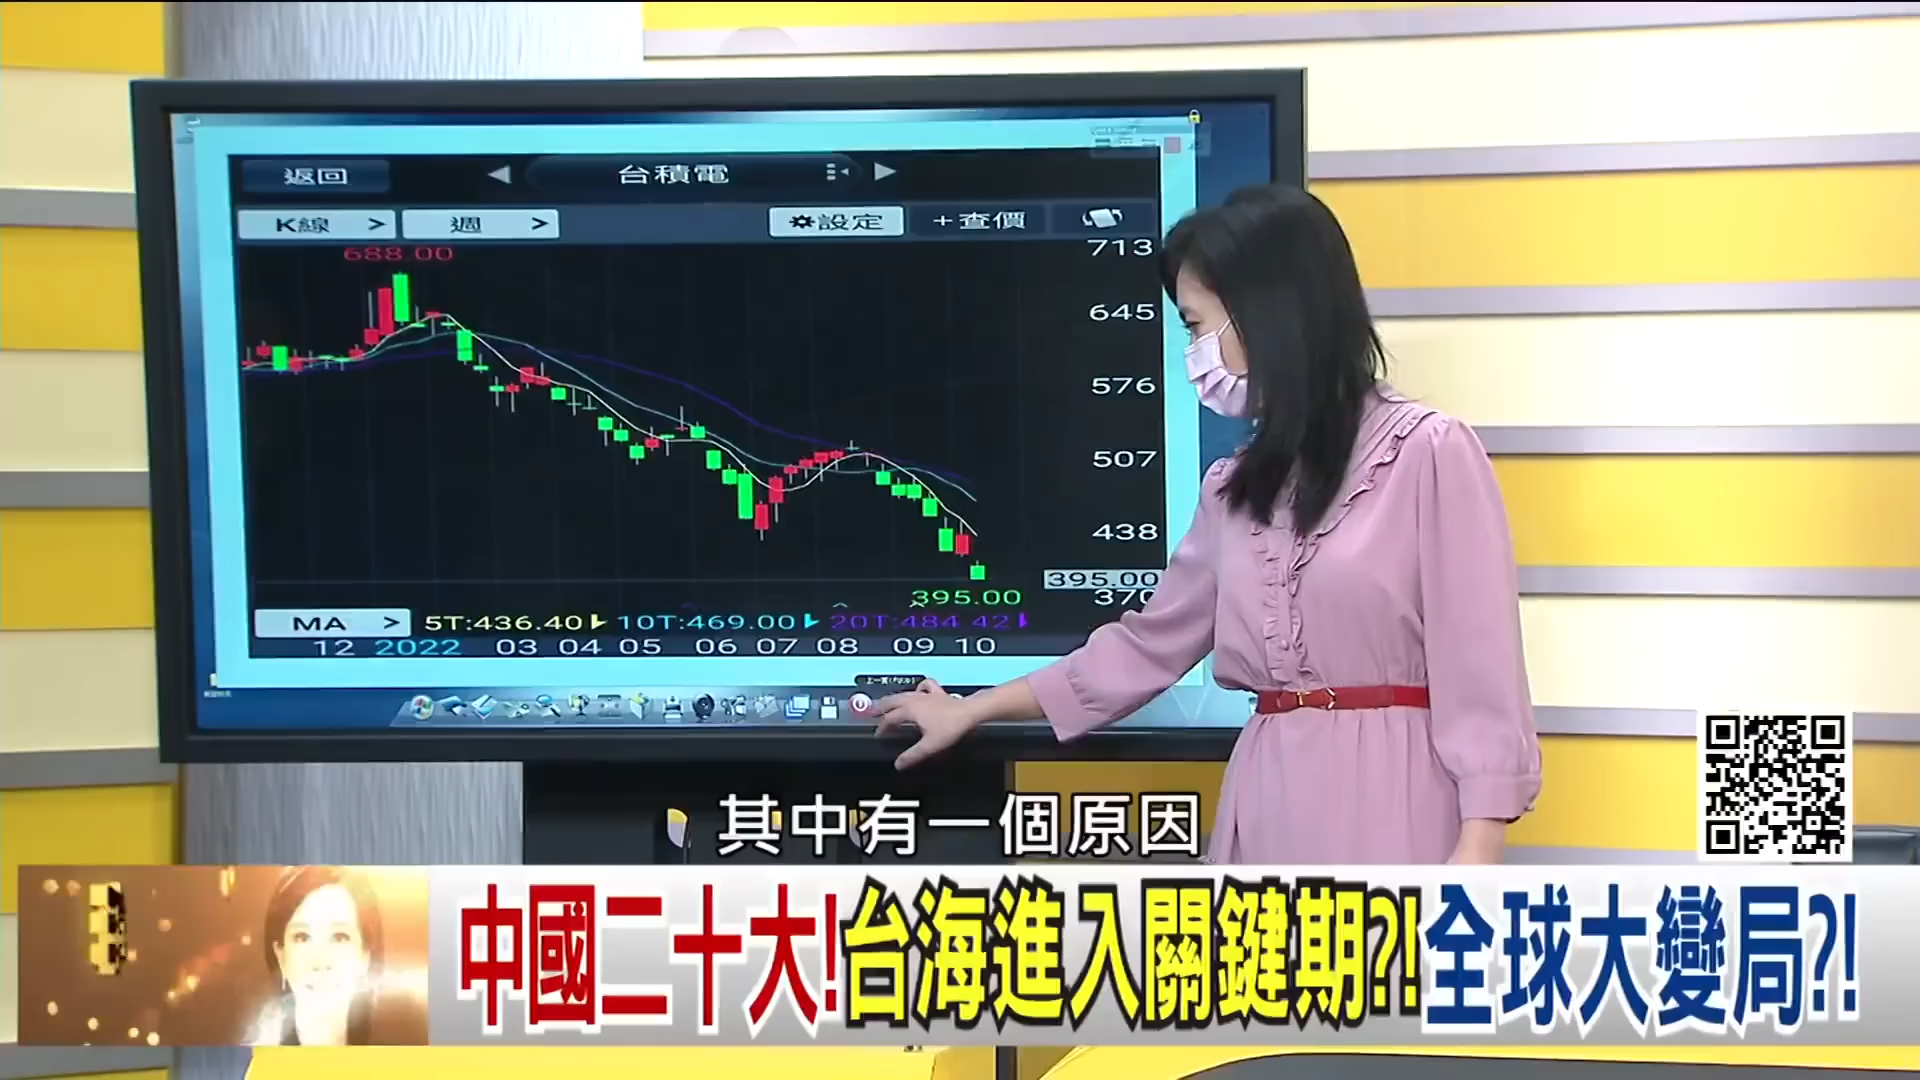 返回
台積電
K線 >
週 >
設定
+查價
688.00
713
645
576
507
438
395.00
370
395.00
MA >
5T:436.40
10T:469.00
20T:484.42
12 2022 03 04 05 06 07 08 09 10
其中有一個原因
中國二十大!台海進入關鍵期?!全球大變局?!